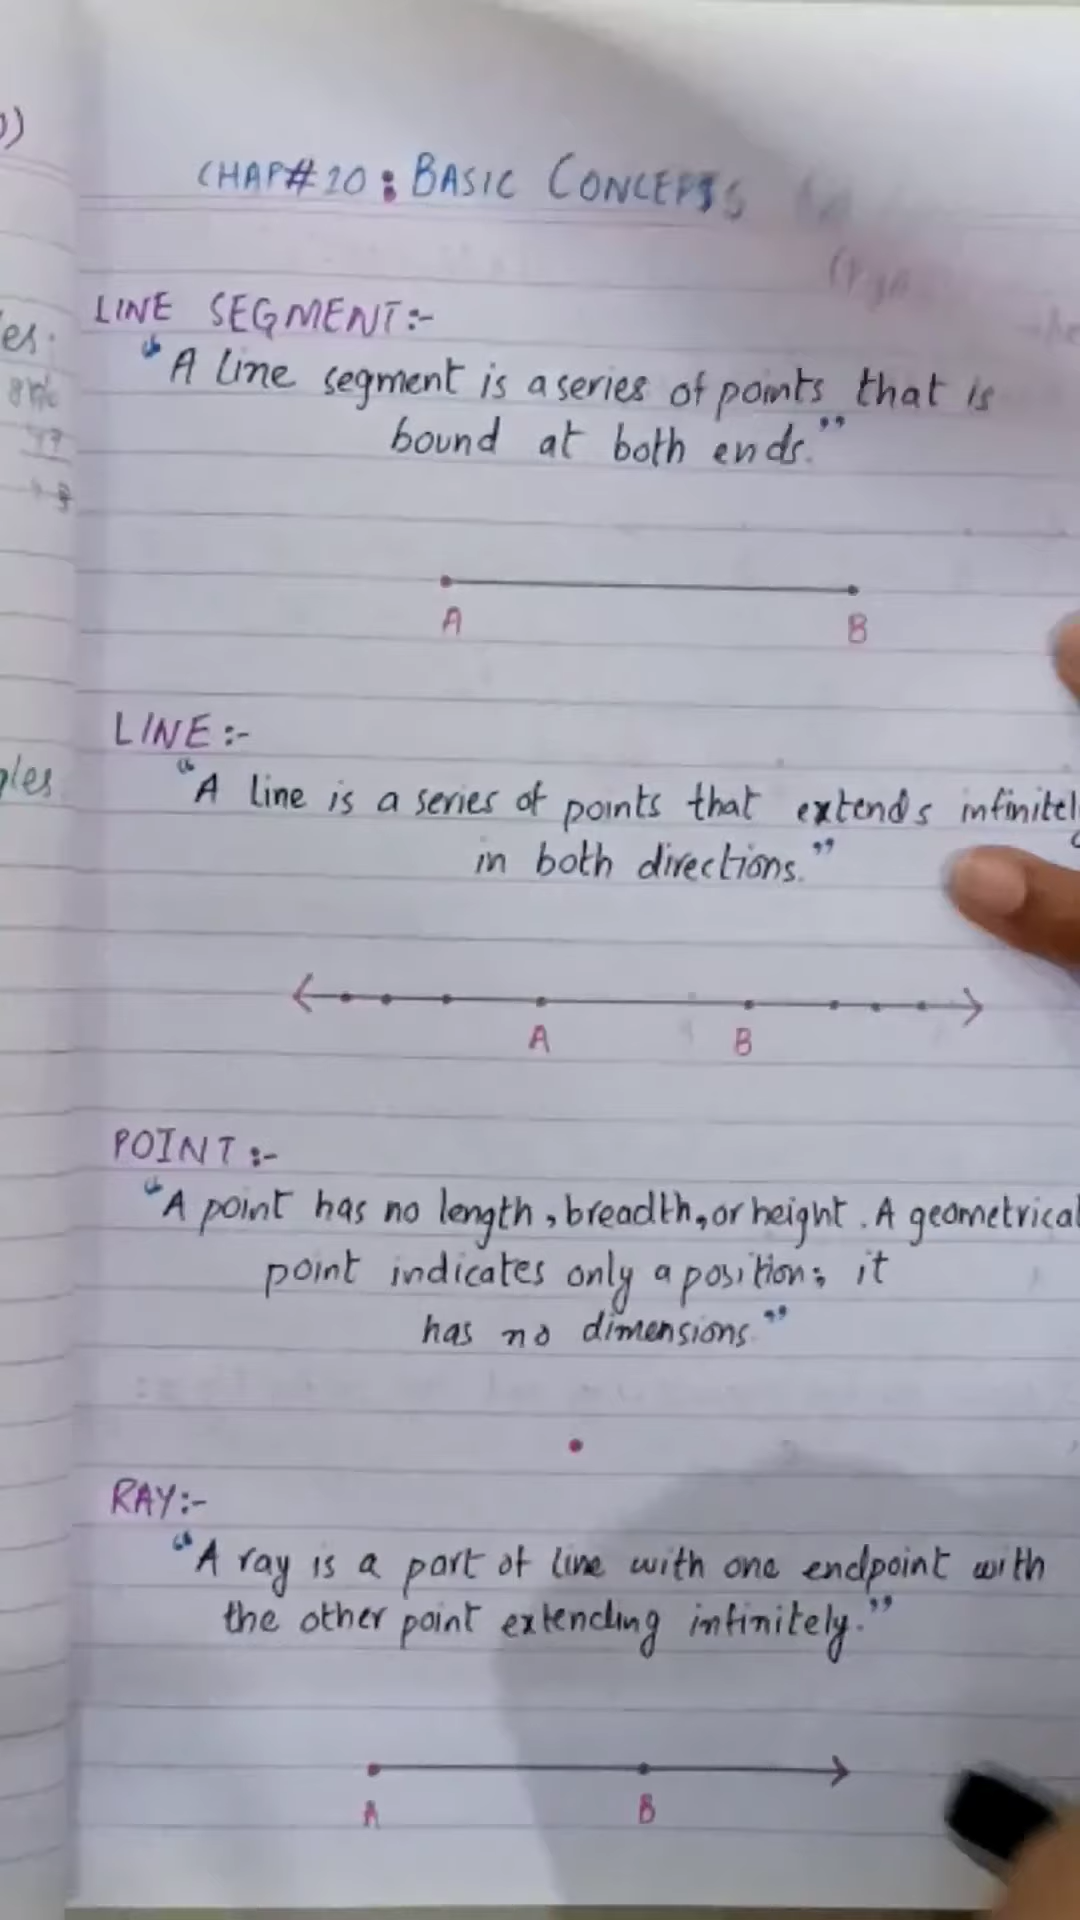 CHAP#20: BASIC CONCEPTS
LINE SEGMENT:-
"A line segment is a series of points that is
bound at both ends."
A B
LINE:-
"A line is a series of points that extends infinitel
in both directions."
A B
POINT:-
"A point has no length, breadth, or height. A geometrical
point indicates only a position; it
has no dimensions"
RAY:-
"A ray is a part of line with one endpoint with
the other point extending infinitely."
A B